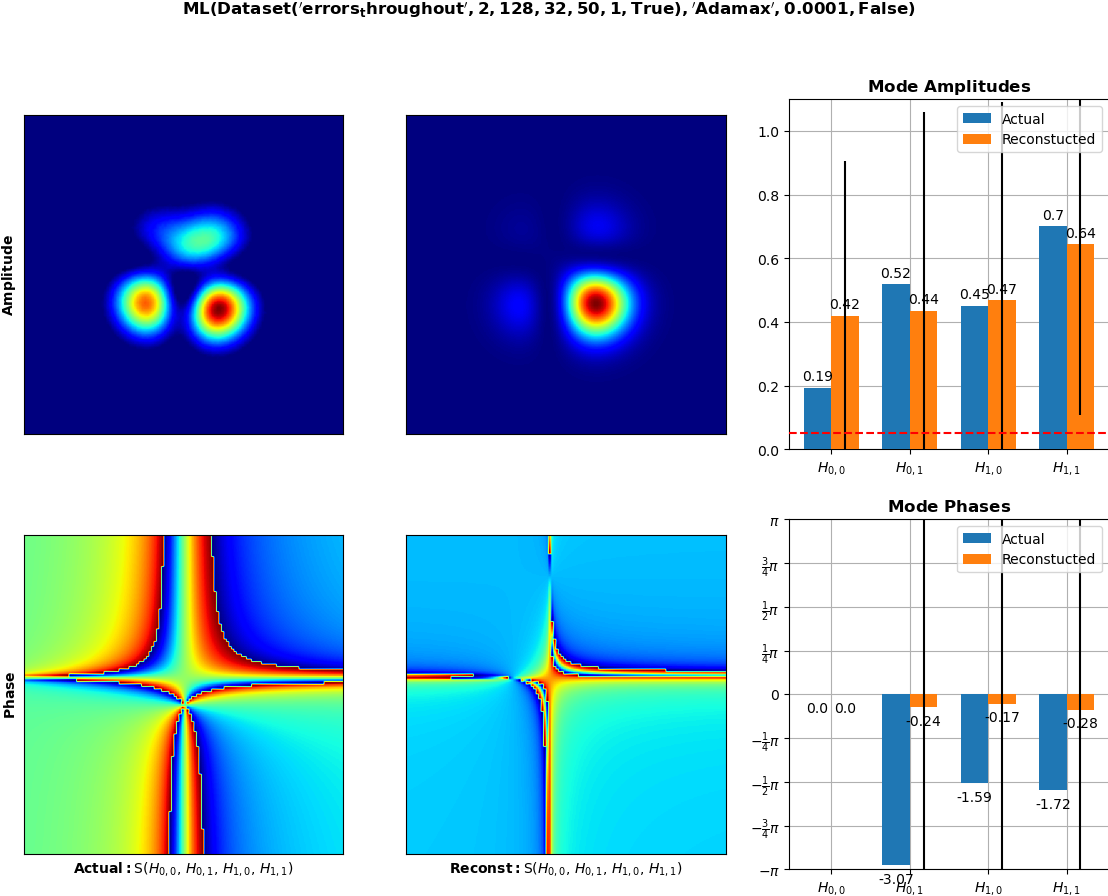 ML(Dataset('errors_throughout', 2, 128, 32, 50, 1, True), 'Adamax', 0.0001, False)
Amplitude
Mode Amplitudes
Actual
Reconstucted
1.0
0.8
0.6
0.4
0.2
0.0
0.19
0.42
0.52
0.44
0.45
0.47
0.7
0.64
H0,0
H0,1
H1,0
H1,1
Phase
Actual: S(H0,0, H0,1, H1,0, H1,1)
Reconst: S(H0,0, H0,1, H1,0, H1,1)
Mode Phases
Actual
Reconstucted
π
3/4π
1/2π
1/4π
0
−1/4π
−1/2π
−3/4π
−π
0.0
0.0
-3.07
-0.24
-1.59
-0.17
-1.72
-0.28
H0,0
H0,1
H1,0
H1,1